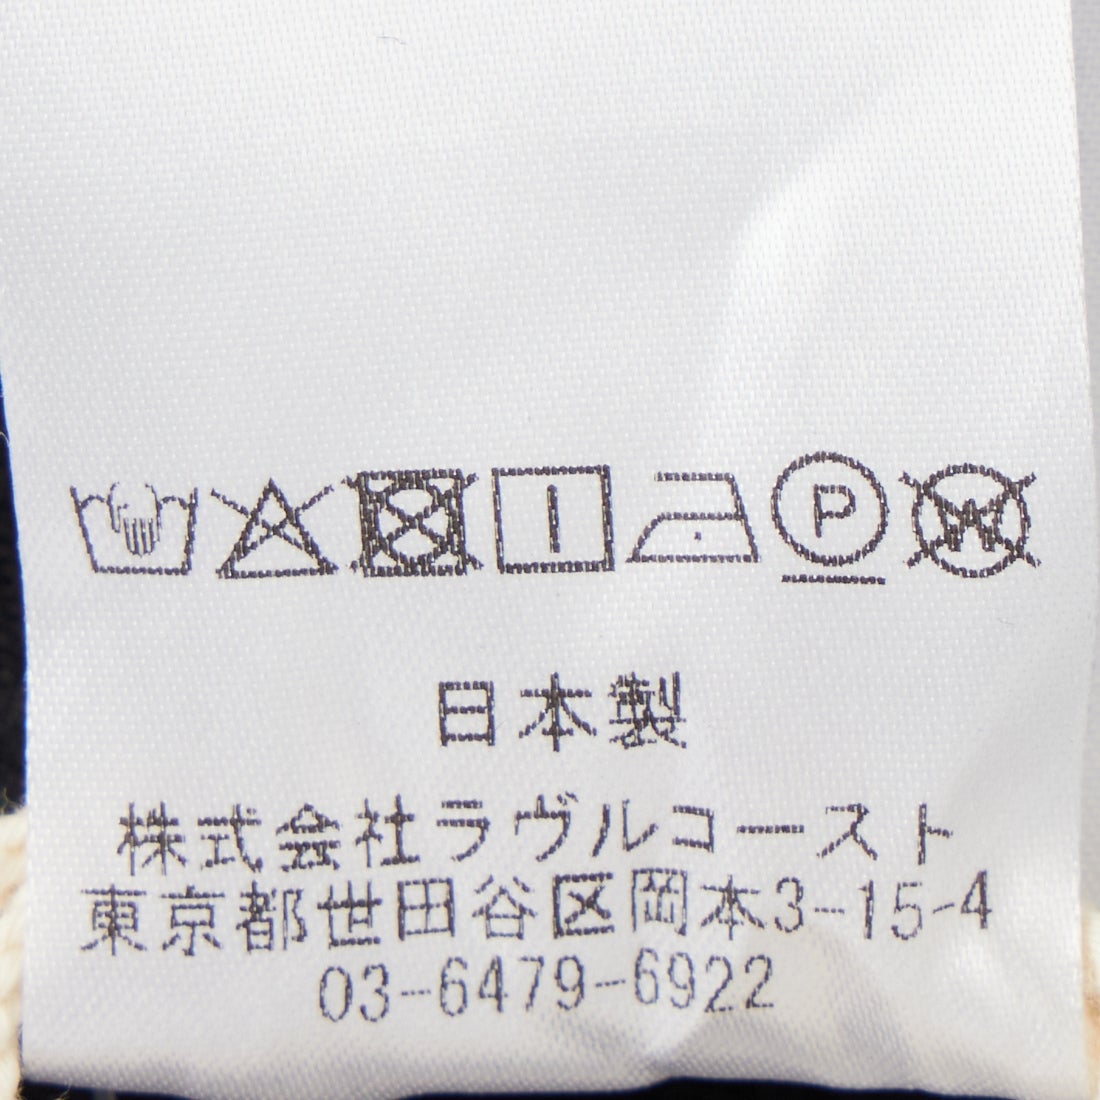 P W
日本製
株式会社ラヴルコースト
東京都世田谷区岡本3-15-4
03-6479-6922